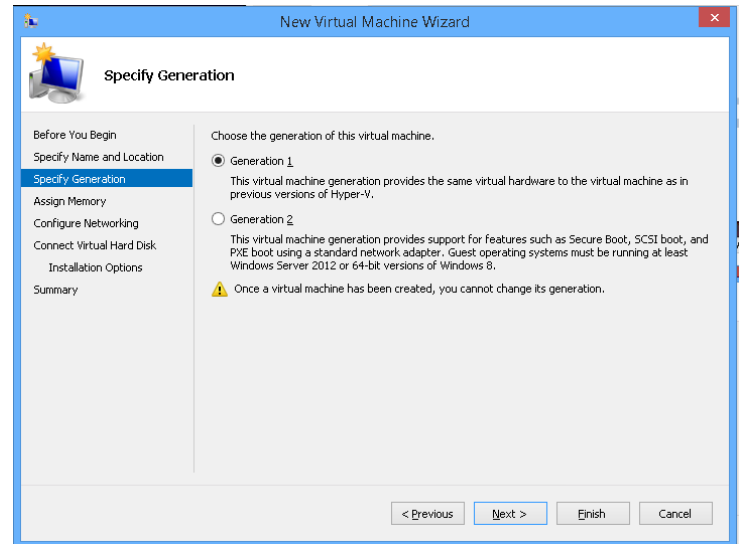 New Virtual Machine Wizard
Specify Generation
Before You Begin
Specify Name and Location
Specify Generation
Assign Memory
Configure Networking
Connect Virtual Hard Disk
Installation Options
Summary
Choose the generation of this virtual machine.
Generation 1
This virtual machine generation provides the same virtual hardware to the virtual machine as in
previous versions of Hyper-V.
Generation 2
This virtual machine generation provides support for features such as Secure Boot, SCSI boot, and
PXE boot using a standard network adapter. Guest operating systems must be running at least
Windows Server 2012 or 64-bit versions of Windows 8.
Once a virtual machine has been created, you cannot change its generation.
< Previous
Next >
Finish
Cancel